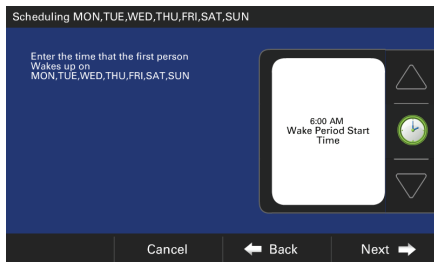 Scheduling MON,TUE,WED,THU,FRI,SAT,SUN
Enter the time that the first person
Wakes up on
MON,TUE,WED,THU,FRI,SAT,SUN
6:00 AM
Wake Period Start
Time
Cancel
Back
Next